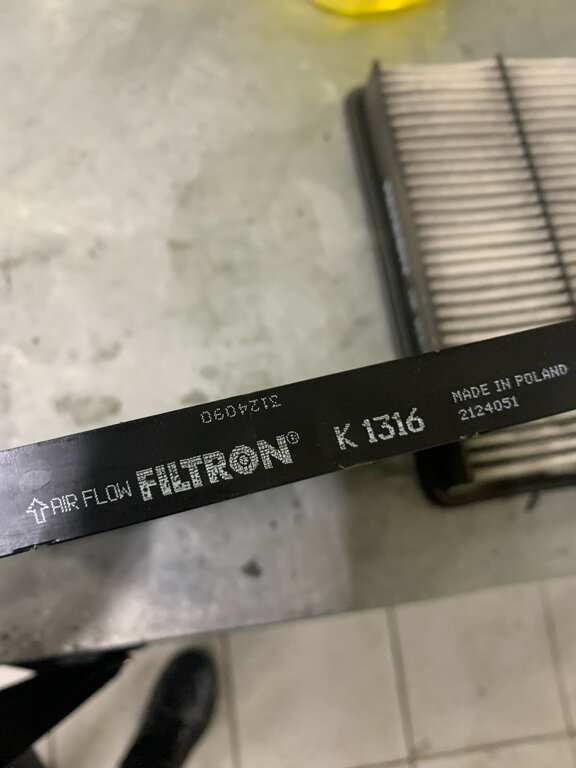 3124090
AIR FLOW FILTRON® K 1316
MADE IN POLAND
2124051